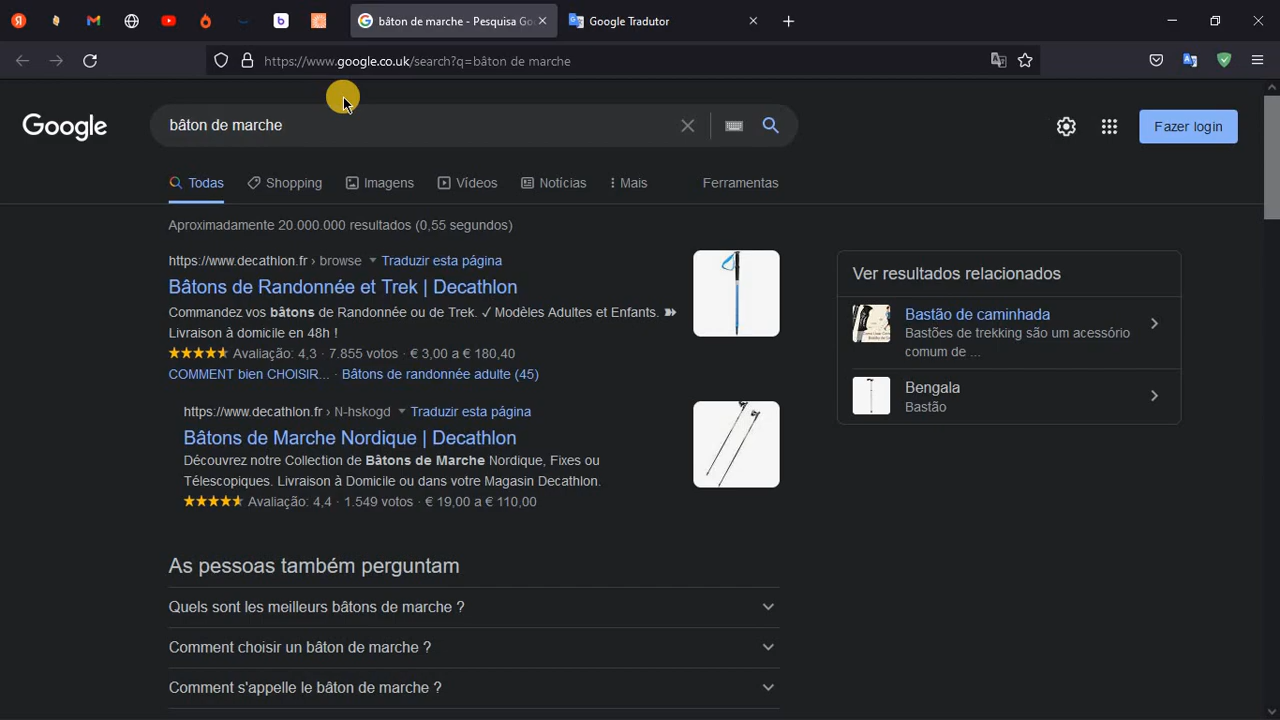 bâton de marche - Pesquisa Go
Google Tradutor
https://www.google.co.uk/search?q=bâton de marche
Google
bâton de marche
Fazer login
Todas
Shopping
Imagens
Vídeos
Notícias
Mais
Ferramentas
Aproximadamente 20.000.000 resultados (0,55 segundos)
https://www.decathlon.fr › browse Traduzir esta página
Bâtons de Randonnée et Trek | Decathlon
Commandez vos bâtons de Randonnée ou de Trek. ✓ Modèles Adultes et Enfants. ➽
Livraison à domicile en 48h !
Avaliação: 4,3 · 7.855 votos · € 3,00 a € 180,40
COMMENT bien CHOISIR... · Bâtons de randonnée adulte (45)
https://www.decathlon.fr › N-hskogd Traduzir esta página
Bâtons de Marche Nordique | Decathlon
Découvrez notre Collection de Bâtons de Marche Nordique, Fixes ou
Télescopiques. Livraison à Domicile ou dans votre Magasin Decathlon.
Avaliação: 4,4 · 1.549 votos · € 19,00 a € 110,00
As pessoas também perguntam
Quels sont les meilleurs bâtons de marche ?
Comment choisir un bâton de marche ?
Comment s'appelle le bâton de marche ?
Ver resultados relacionados
Bastão de caminhada
Bastões de trekking são um acessório
comum de ...
Bengala
Bastão